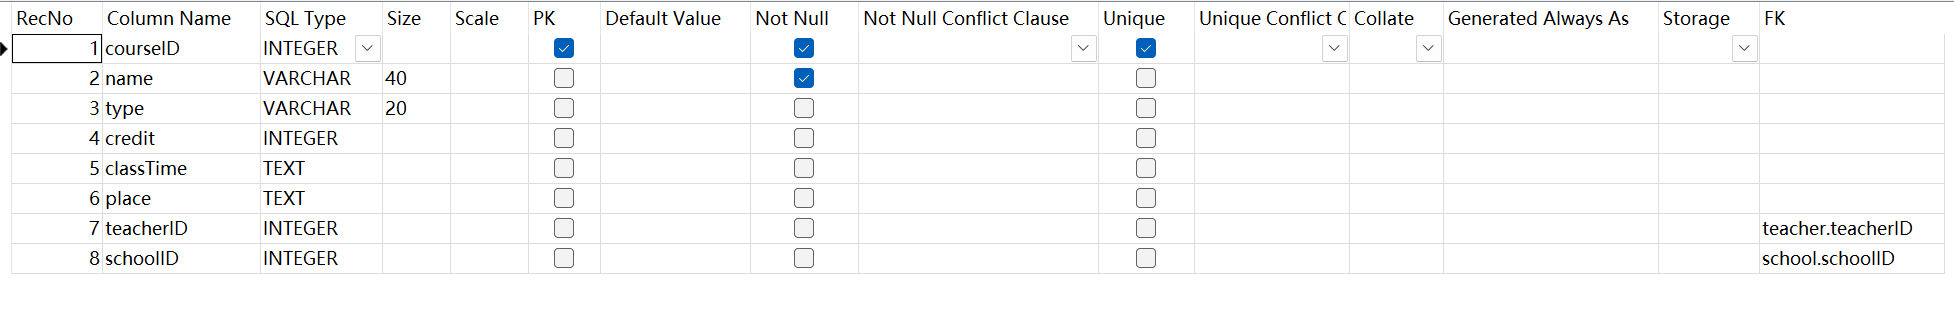 RecNo Column Name SQL Type Size Scale PK Default Value Not Null Not Null Conflict Clause Unique Unique Conflict C Collate Generated Always As Storage FK
1 courseID INTEGER
2 name VARCHAR 40
3 type VARCHAR 20
4 credit INTEGER
5 classTime TEXT
6 place TEXT
7 teacherID INTEGER teacher.teacherID
8 schoolID INTEGER school.schoolID